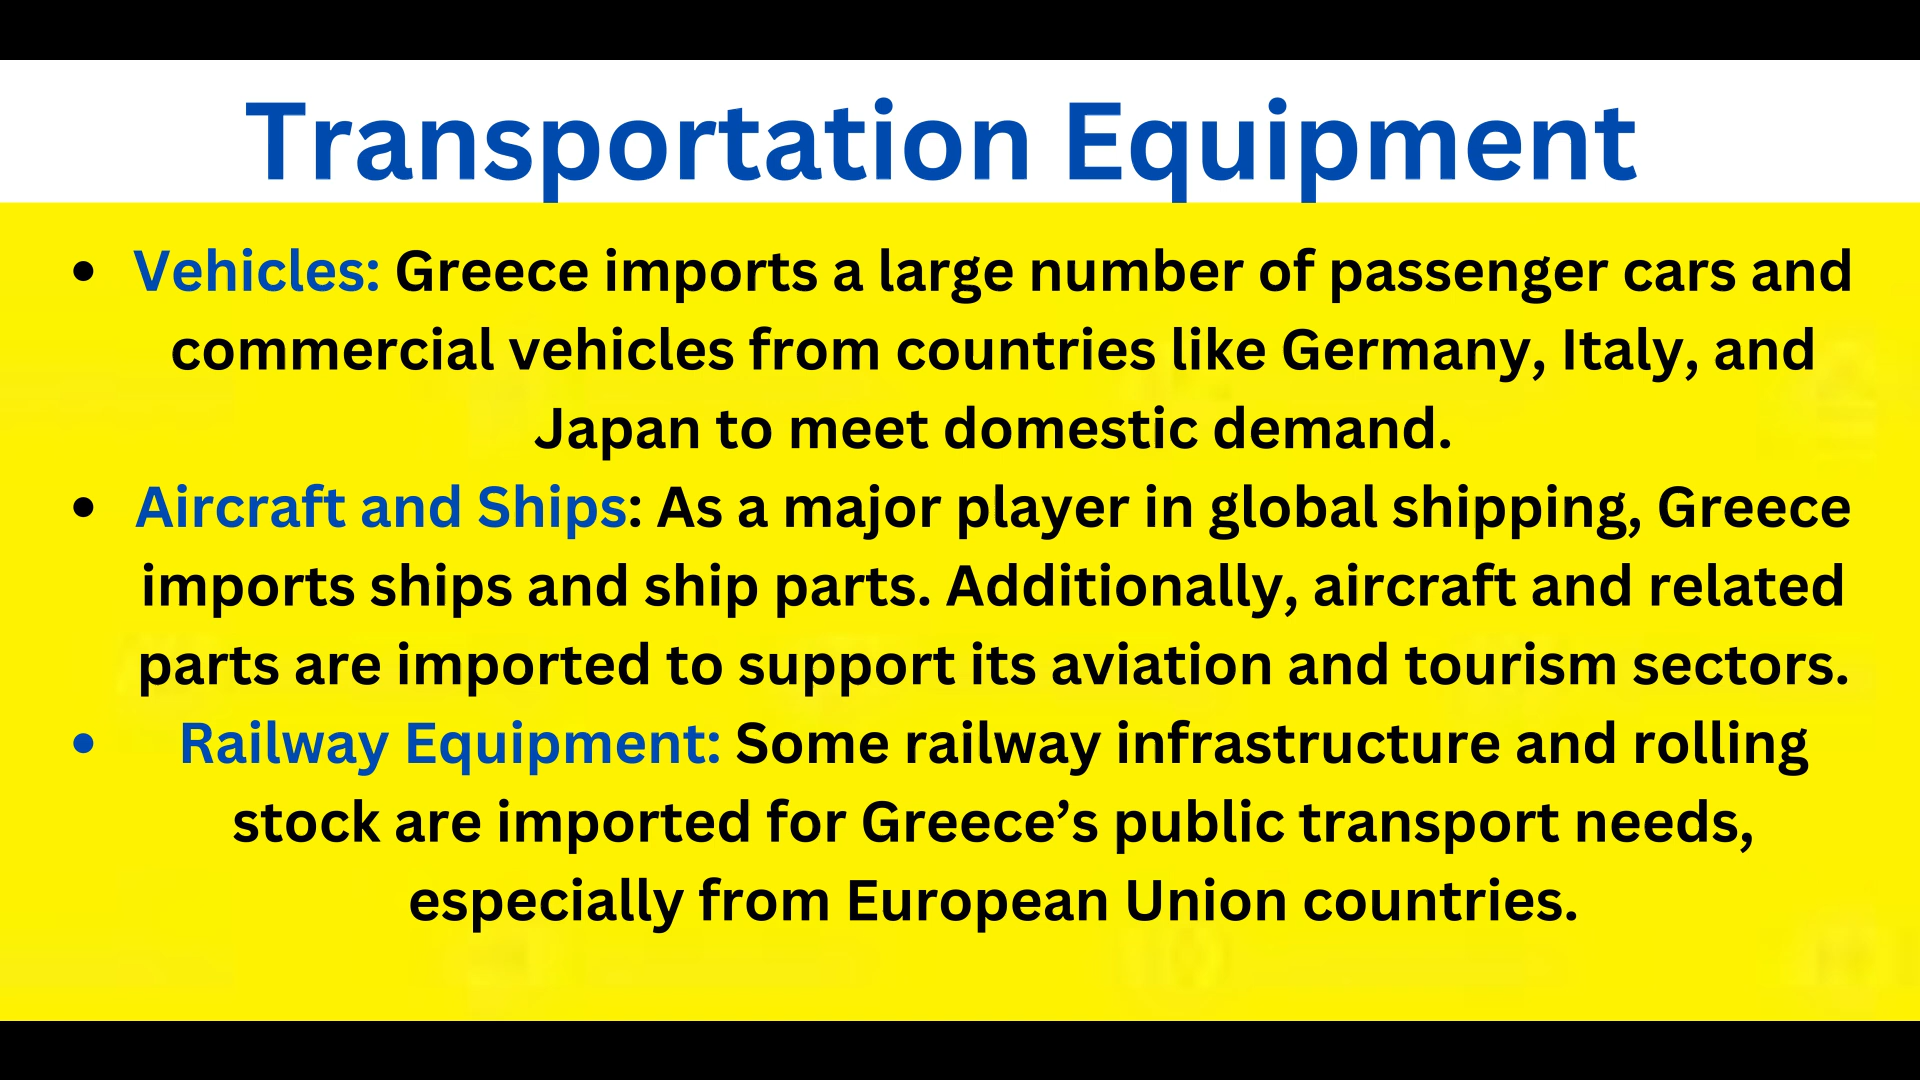 Transportation Equipment
• Vehicles: Greece imports a large number of passenger cars and
commercial vehicles from countries like Germany, Italy, and
Japan to meet domestic demand.
• Aircraft and Ships: As a major player in global shipping, Greece
imports ships and ship parts. Additionally, aircraft and related
parts are imported to support its aviation and tourism sectors.
• Railway Equipment: Some railway infrastructure and rolling
stock are imported for Greece’s public transport needs,
especially from European Union countries.